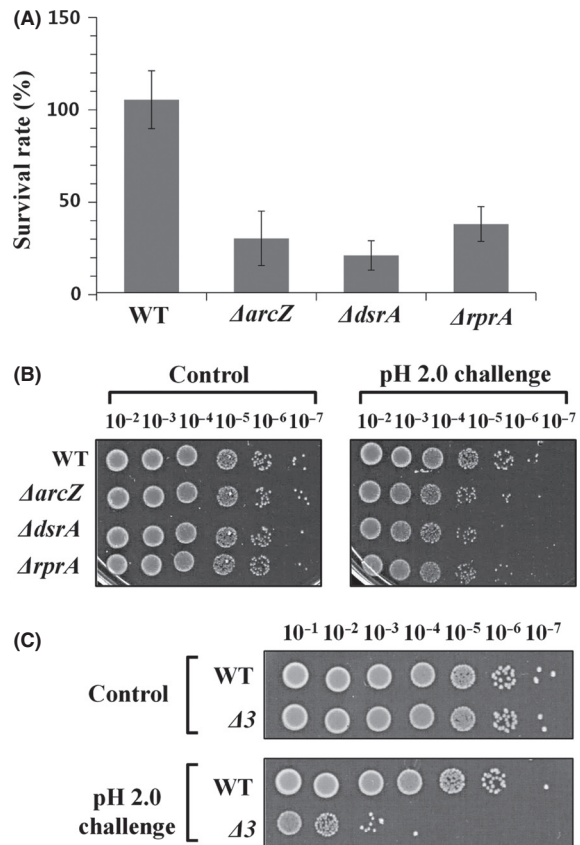 (A)
Survival rate (%)
150
100
50
0
WT ΔarcZ ΔdsrA ΔrprA
(B)
Control
10⁻² 10⁻³ 10⁻⁴ 10⁻⁵ 10⁻⁶ 10⁻⁷
pH 2.0 challenge
10⁻² 10⁻³ 10⁻⁴ 10⁻⁵ 10⁻⁶ 10⁻⁷
WT
ΔarcZ
ΔdsrA
ΔrprA
(C)
10⁻¹ 10⁻² 10⁻³ 10⁻⁴ 10⁻⁵ 10⁻⁶ 10⁻⁷
Control
WT
Δ3
pH 2.0
challenge
WT
Δ3